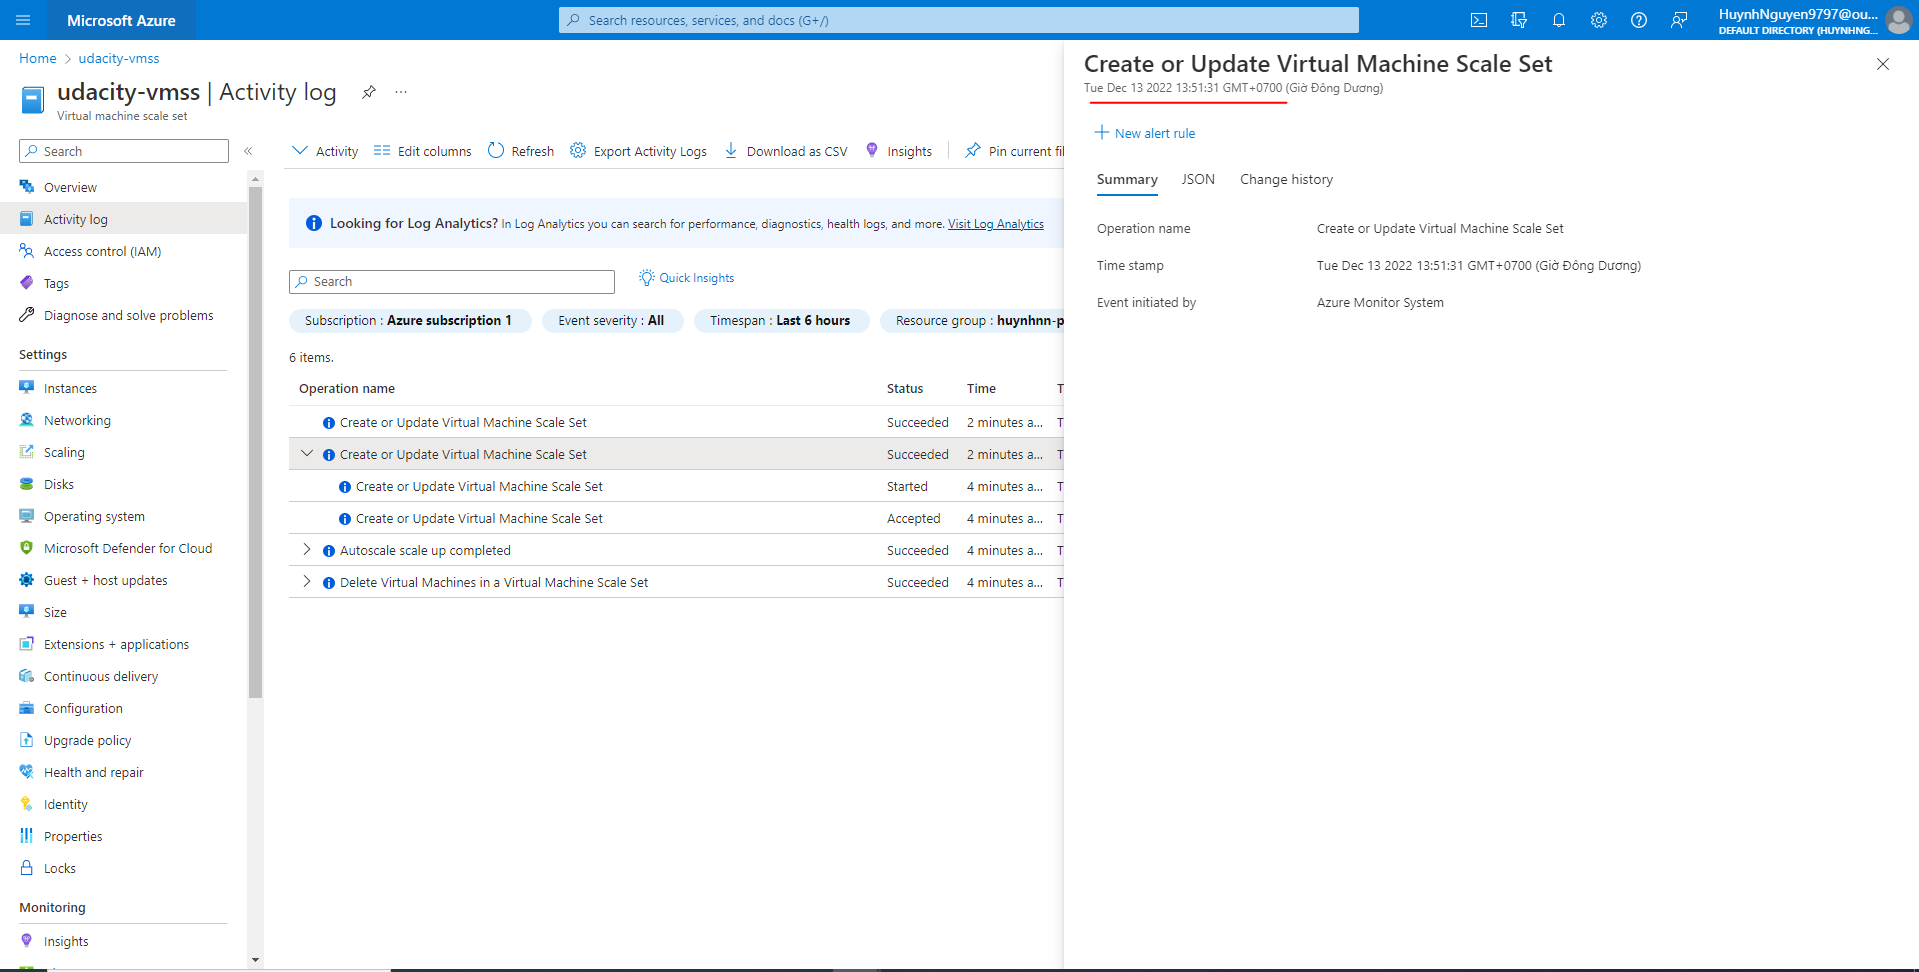 Microsoft Azure
Search resources, services, and docs (G+/)
HuynhNguyen9797@ou...
DEFAULT DIRECTORY (HUYNHNG...
Home > udacity-vmss
udacity-vmss | Activity log
Virtual machine scale set
Search
Overview
Activity log
Access control (IAM)
Tags
Diagnose and solve problems
Settings
Instances
Networking
Scaling
Disks
Operating system
Microsoft Defender for Cloud
Guest + host updates
Size
Extensions + applications
Continuous delivery
Configuration
Upgrade policy
Health and repair
Identity
Properties
Locks
Monitoring
Insights
Activity Edit columns Refresh Export Activity Logs Download as CSV Insights Pin current fil
Looking for Log Analytics? In Log Analytics you can search for performance, diagnostics, health logs, and more. Visit Log Analytics
Search Quick Insights
Subscription : Azure subscription 1 Event severity : All Timespan : Last 6 hours Resource group : huynhnn-p
6 items.
Operation name Status Time T
Create or Update Virtual Machine Scale Set Succeeded 2 minutes a... T
Create or Update Virtual Machine Scale Set Succeeded 2 minutes a... T
Create or Update Virtual Machine Scale Set Started 4 minutes a... T
Create or Update Virtual Machine Scale Set Accepted 4 minutes a... T
Autoscale scale up completed Succeeded 4 minutes a... T
Delete Virtual Machines in a Virtual Machine Scale Set Succeeded 4 minutes a... T
Create or Update Virtual Machine Scale Set
Tue Dec 13 2022 13:51:31 GMT+0700 (Giờ Đông Dương)
New alert rule
Summary JSON Change history
Operation name Create or Update Virtual Machine Scale Set
Time stamp Tue Dec 13 2022 13:51:31 GMT+0700 (Giờ Đông Dương)
Event initiated by Azure Monitor System